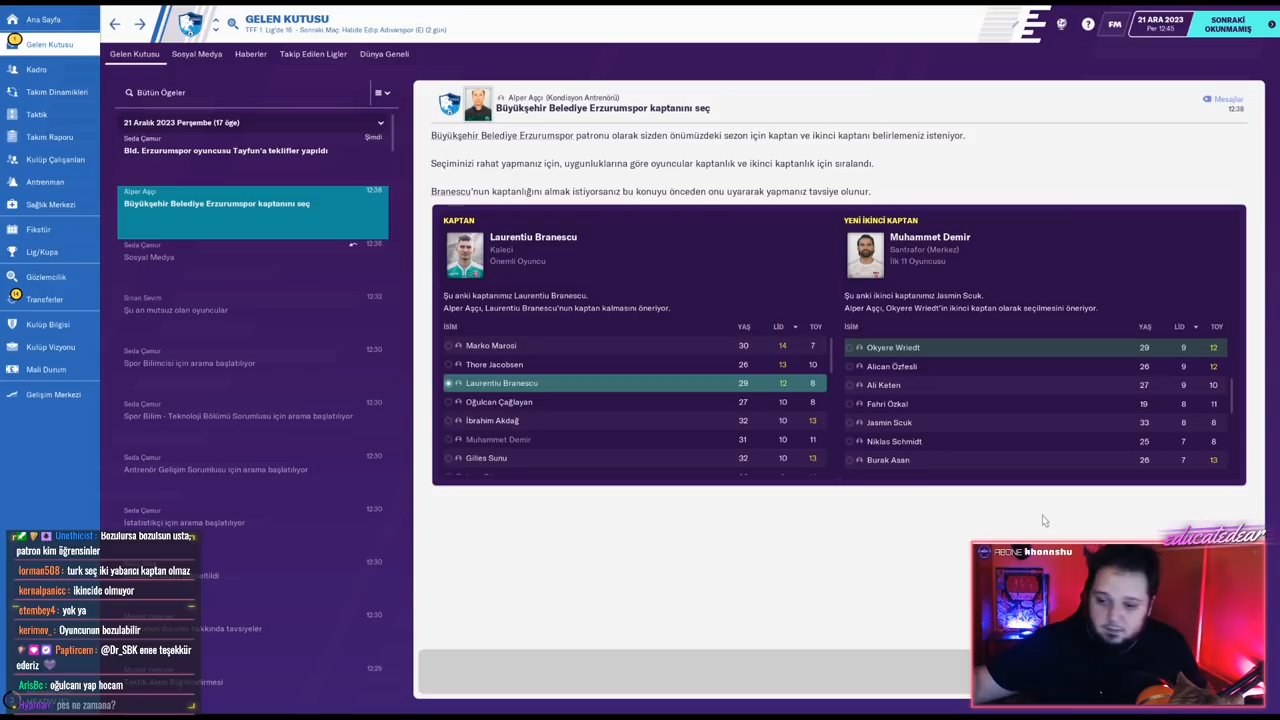 Ana Sayfa
Gelen Kutusu
Kadro
Takım Dinamikleri
Taktik
Takım Raporu
Kulüp Çalışanları
Antrenman
Sağlık Merkezi
Fikstür
Lig/Kupa
Gözlemcilik
Transferler
Kulüp Bilgisi
Kulüp Vizyonu
Mali Durum
Gelişim Merkezi
GELEN KUTUSU
TFF 1. Lig'de 16 - Sonraki Maç: Halide Edip Adıvarspor (E) (2 gün)
FM
21 ARA 2023
Per 12:45
SONRAKİ
OKUNMAMIŞ
Gelen Kutusu Sosyal Medya Haberler Takip Edilen Ligler Dünya Geneli
Bütün Ögeler
21 Aralık 2023 Perşembe (17 öge)
Seda Çamur Şimdi
Bld. Erzurumspor oyuncusu Tayfun'a teklifler yapıldı
Alper Aşçı 12:38
Büyükşehir Belediye Erzurumspor kaptanını seç
Seda Çamur 12:36
Sosyal Medya
Sinan Sevim 12:32
Şu an mutsuz olan oyuncular
Seda Çamur 12:30
Spor Bilimcisi için arama başlatılıyor
Seda Çamur 12:30
Spor Bilim - Teknoloji Bölümü Sorumlusu için arama başlatılıyor
Seda Çamur 12:30
Antrenör Gelişim Sorumlusu için arama başlatılıyor
Seda Çamur 12:30
İstatistikçi için arama başlatılıyor
12:30
12:30
hakkında tavsiyeler
12:29
Alper Aşçı (Kondisyon Antrenörü)
Büyükşehir Belediye Erzurumspor kaptanını seç
Mesajlar
12:38
Büyükşehir Belediye Erzurumspor patronu olarak sizden önümüzdeki sezon için kaptan ve ikinci kaptanı belirlemeniz isteniyor.
Seçiminizi rahat yapmanız için, uygunluklarına göre oyuncular kaptanlık ve ikinci kaptanlık için sıralandı.
Branescu'nun kaptanlığını almak istiyorsanız bu konuyu önceden onu uyararak yapmanız tavsiye olunur.
KAPTAN
Laurentiu Branescu
Kaleci
Önemli Oyuncu
Şu anki kaptanımız Laurentiu Branescu.
Alper Aşçı, Laurentiu Branescu'nun kaptan kalmasını öneriyor.
İSİM YAŞ LİD TOY
Marko Marosi 30 14 7
Thore Jacobsen 26 13 10
Laurentiu Branescu 29 12 8
Oğulcan Çağlayan 27 10 8
İbrahim Akdağ 32 10 13
Muhammet Demir 31 10 11
Gilles Sunu 32 10 13
YENİ İKİNCİ KAPTAN
Muhammet Demir
Santrafor (Merkez)
İlk 11 Oyuncusu
Şu anki ikinci kaptanımız Jasmin Scuk.
Alper Aşçı, Okyere Wriedt'in ikinci kaptan olarak seçilmesini öneriyor.
İSİM YAŞ LİD TOY
Okyere Wriedt 29 9 12
Alican Özfesli 26 9 12
Ali Keten 27 9 10
Fahri Özkal 19 8 11
Jasmin Scuk 33 8 8
Niklas Schmidt 25 7 8
Burak Asan 26 7 13
Unethicist : Bozulursa bozulsun usta,
patron kim öğrensinler
lorman508 : turk seç iki yabancı kaptan olmaz
kernalpanicc : ikincide olmuyor
etembey4 : yok ya
kerimov_ : Oyuncunun bozulabilir
Paptircem : @Dr_SBK enee teşekkür
ederiz
ArisBc : oğulcanı yap hocam
Hyprean : pes ne zamana?
educatedear
ABONE khonnshu